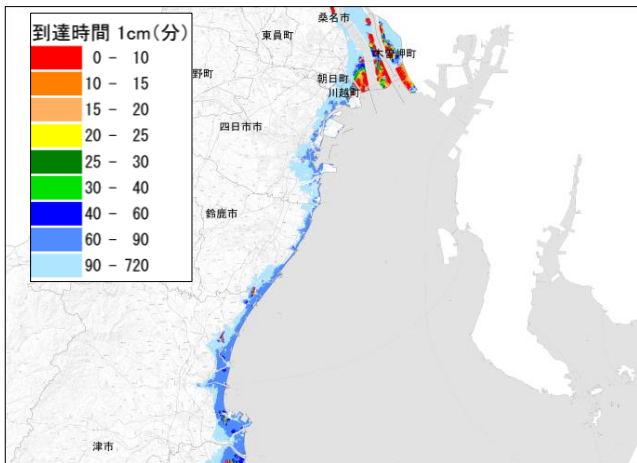 到達時間 1cm(分)
0 - 10
10 - 15
15 - 20
20 - 25
25 - 30
30 - 40
40 - 60
60 - 90
90 - 720
桑名市
東員町
木曽岬町
野町
朝日町
川越町
四日市市
鈴鹿市
津市